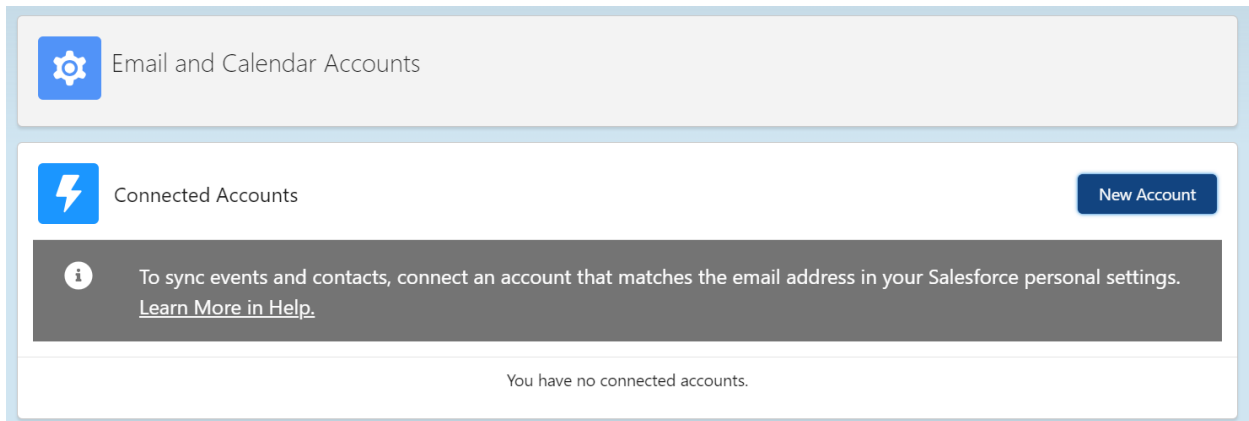 Email and Calendar Accounts
Connected Accounts
New Account
To sync events and contacts, connect an account that matches the email address in your Salesforce personal settings.
Learn More in Help.
You have no connected accounts.